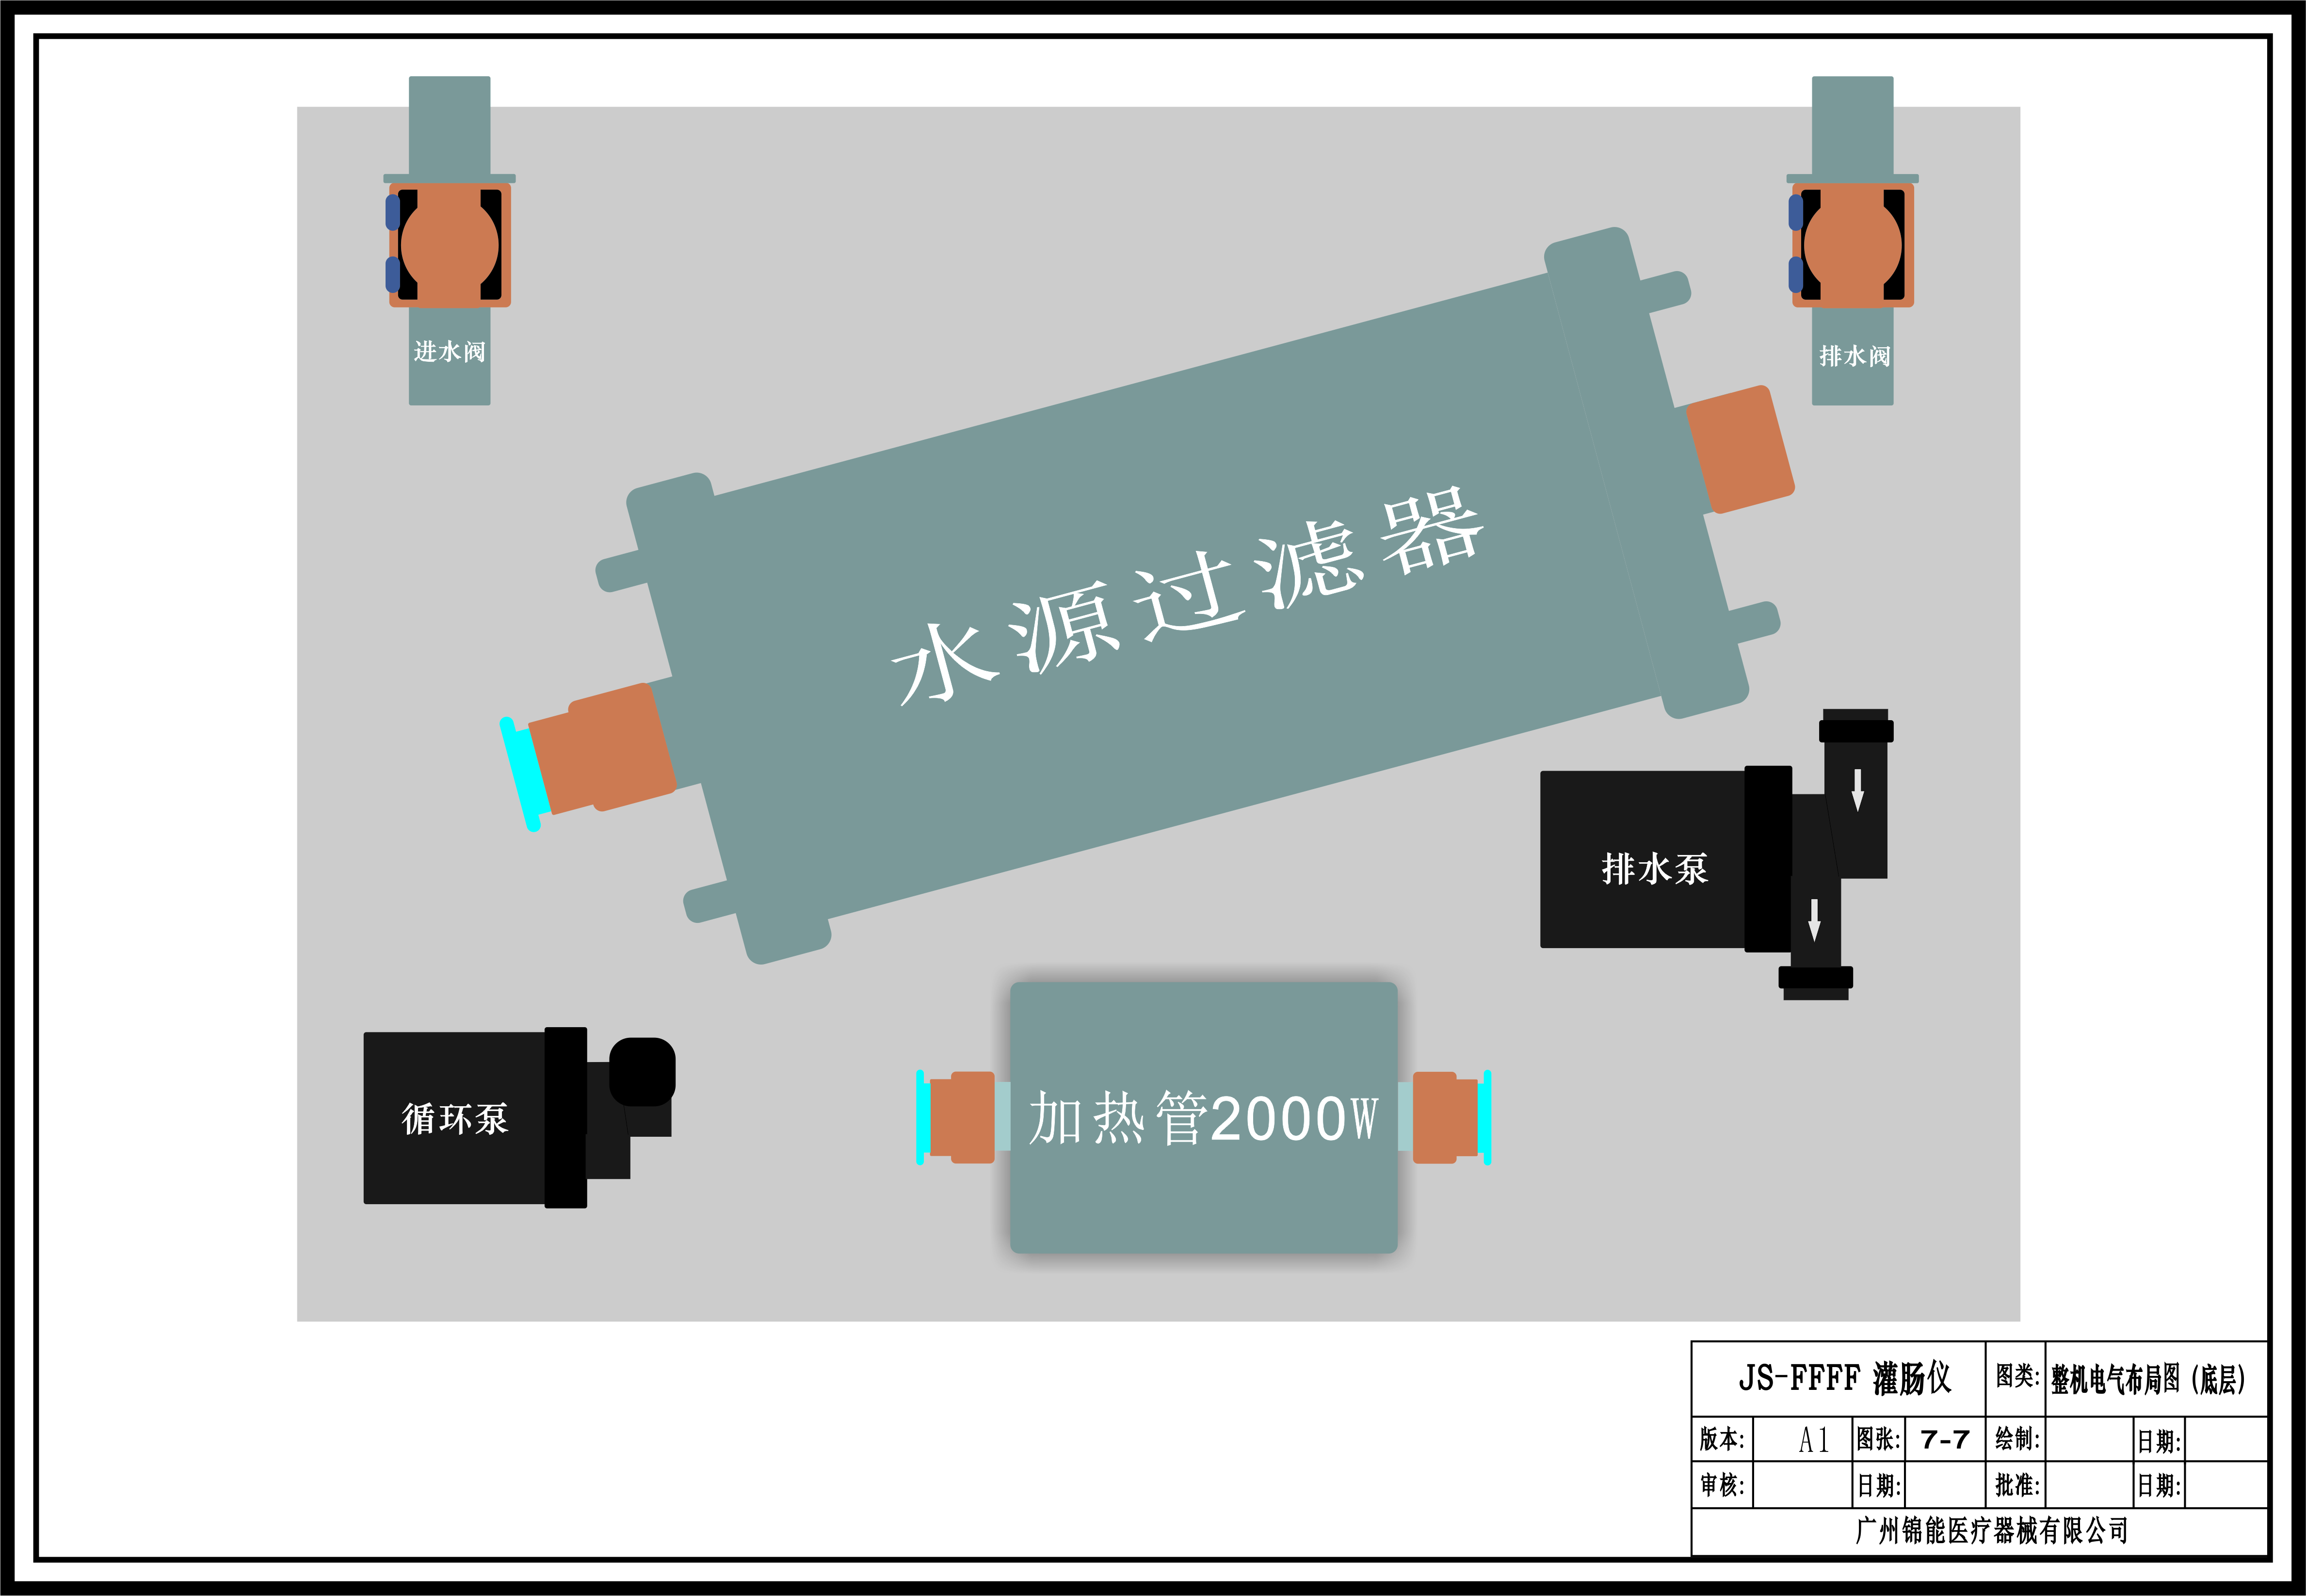 进水阀
排水阀
水源过滤器
排水泵
循环泵
加热管2000W
JS-FFFF 灌肠仪
图类:
整机电气布局图(底层)
版本:
A1
图张:
7-7
绘制:
日期:
审核:
日期:
批准:
日期:
广州锦能医疗器械有限公司